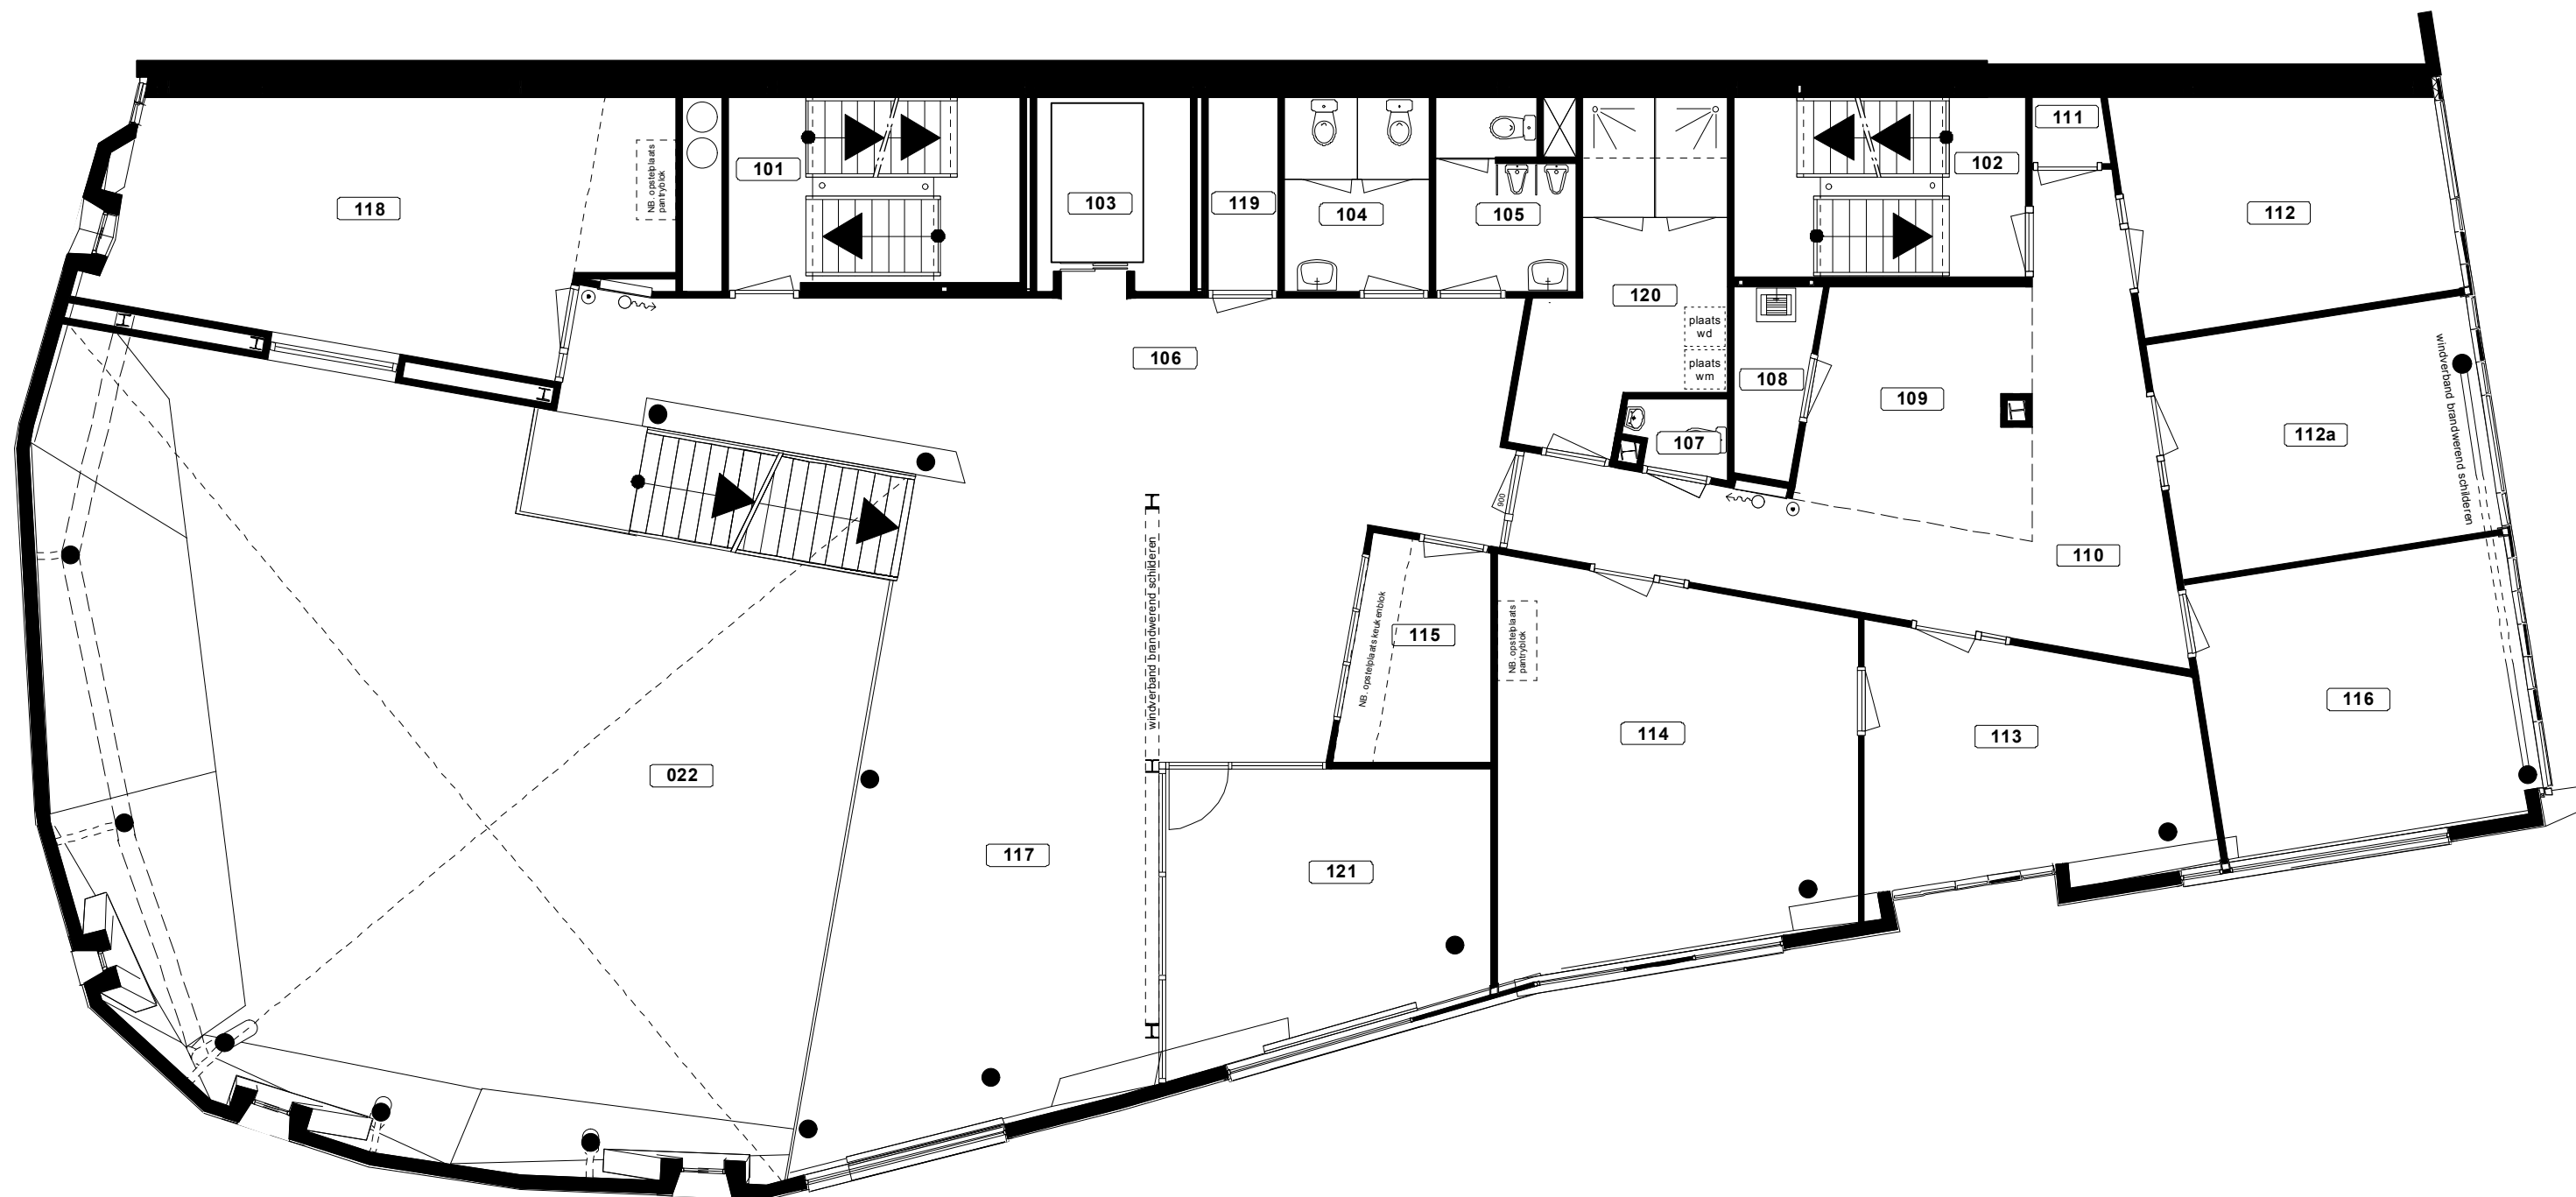 111
101
102
NB. opstelplaats
pantryblok
118
103
119
104
105
112
120
plaats
wd
106
plaats
wm
108
109
windverband brandwerend schilderen
112a
107
900
windverband brandwerend schilderen
110
NB. opstelplaats keukenblok
115
NB. opstelplaats
pantryblok
116
114
113
022
117
121